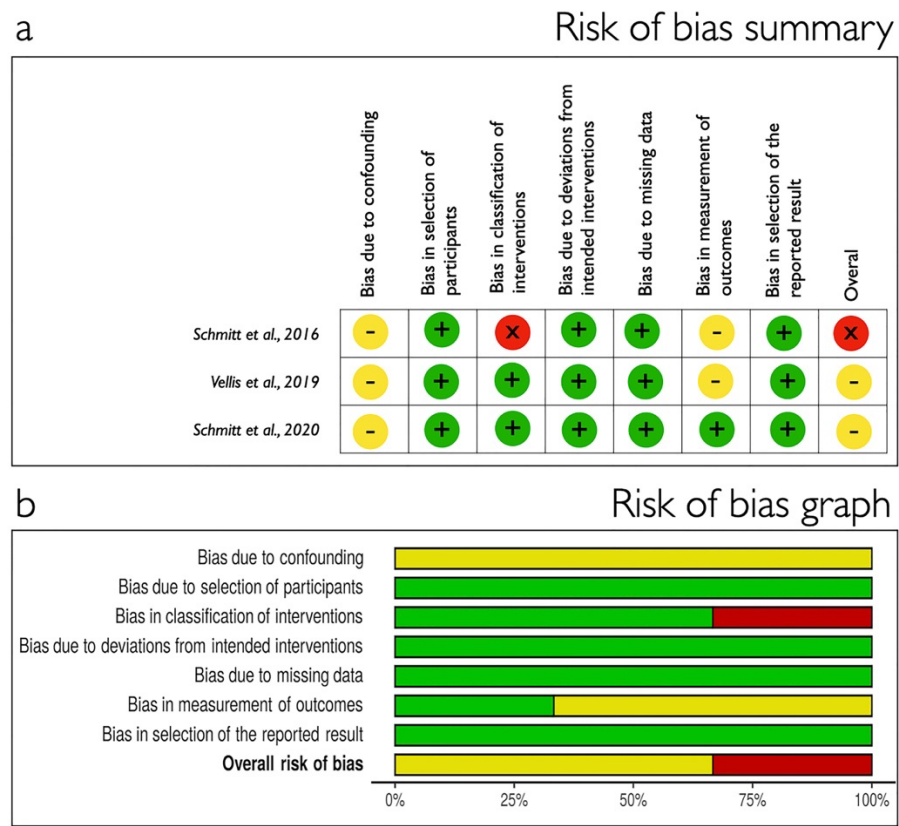 a
Risk of bias summary
Bias due to confounding
Bias in selection of
participants
Bias in classification of
interventions
Bias due to deviations from
intended interventions
Bias due to missing data
Bias in measurement of
outcomes
Bias in selection of the
reported result
Overal
Schmitt et al., 2016
- + x + + - + x
Vellis et al., 2019
- + + + + - + -
Schmitt et al., 2020
- + + + + + + -
b
Risk of bias graph
Bias due to confounding
Bias due to selection of participants
Bias in classification of interventions
Bias due to deviations from intended interventions
Bias due to missing data
Bias in measurement of outcomes
Bias in selection of the reported result
Overall risk of bias
0% 25% 50% 75% 100%